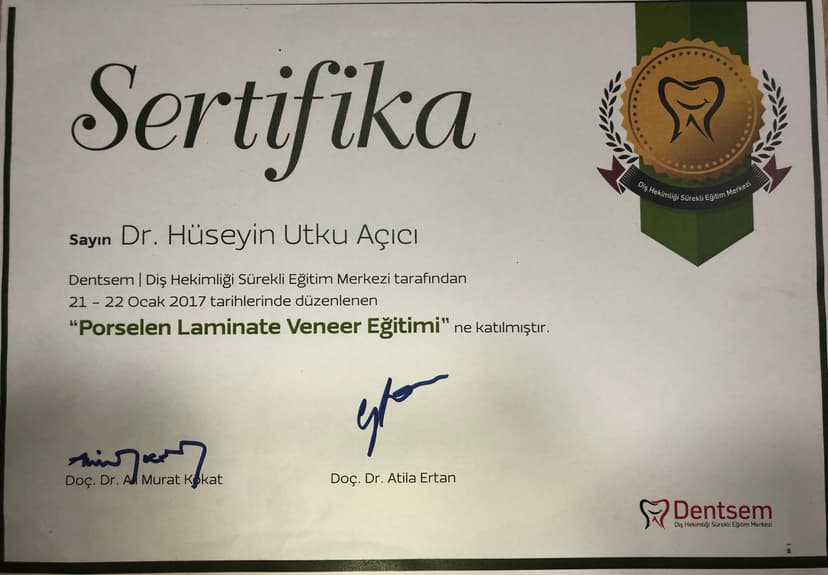 Sertifika
Diş Hekimliği Sürekli Eğitim Merkezi
Sayın Dr. Hüseyin Utku Açıcı
Dentsem | Diş Hekimliği Sürekli Eğitim Merkezi tarafından
21 - 22 Ocak 2017 tarihlerinde düzenlenen
“Porselen Laminate Veneer Eğitimi” ne katılmıştır.
Doç. Dr. Ali Murat Kökat
Doç. Dr. Atila Ertan
Dentsem
Diş Hekimliği Sürekli Eğitim Merkezi